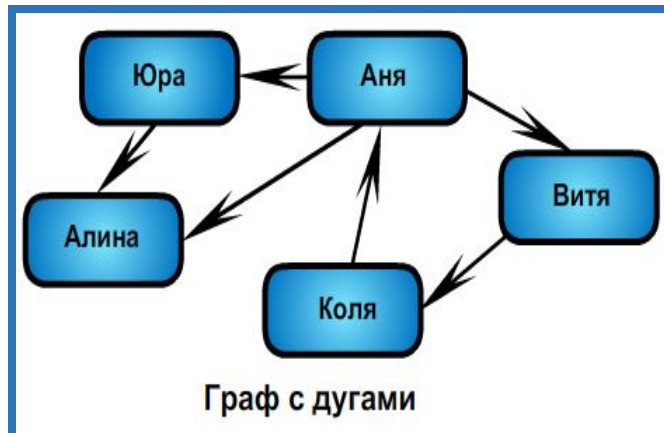 Юра
Аня
Витя
Алина
Коля
Граф с дугами